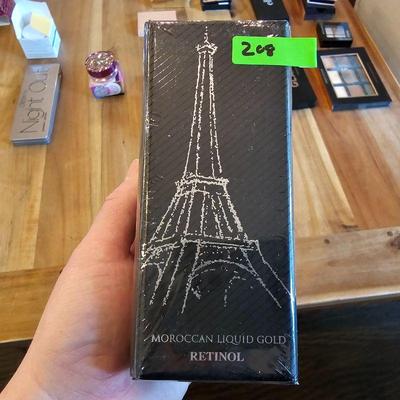 208
Night Out
MOROCCAN LIQUID GOLD
RETINOL